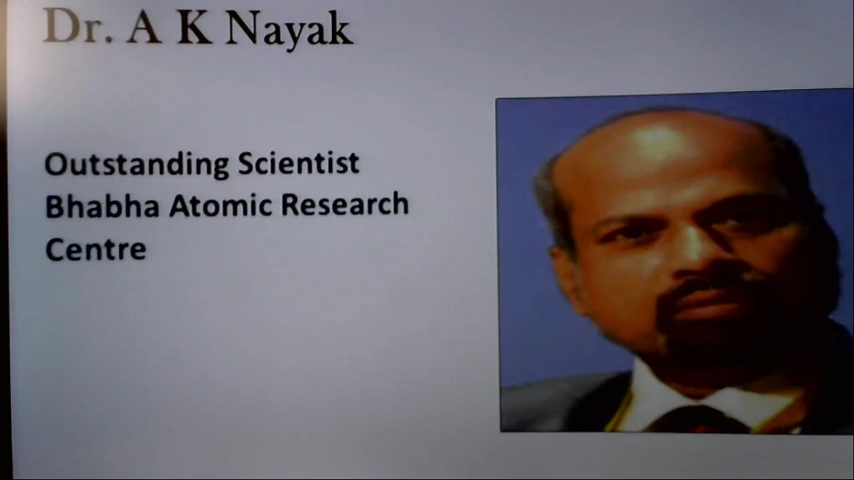 Dr. A K Nayak
Outstanding Scientist
Bhabha Atomic Research
Centre